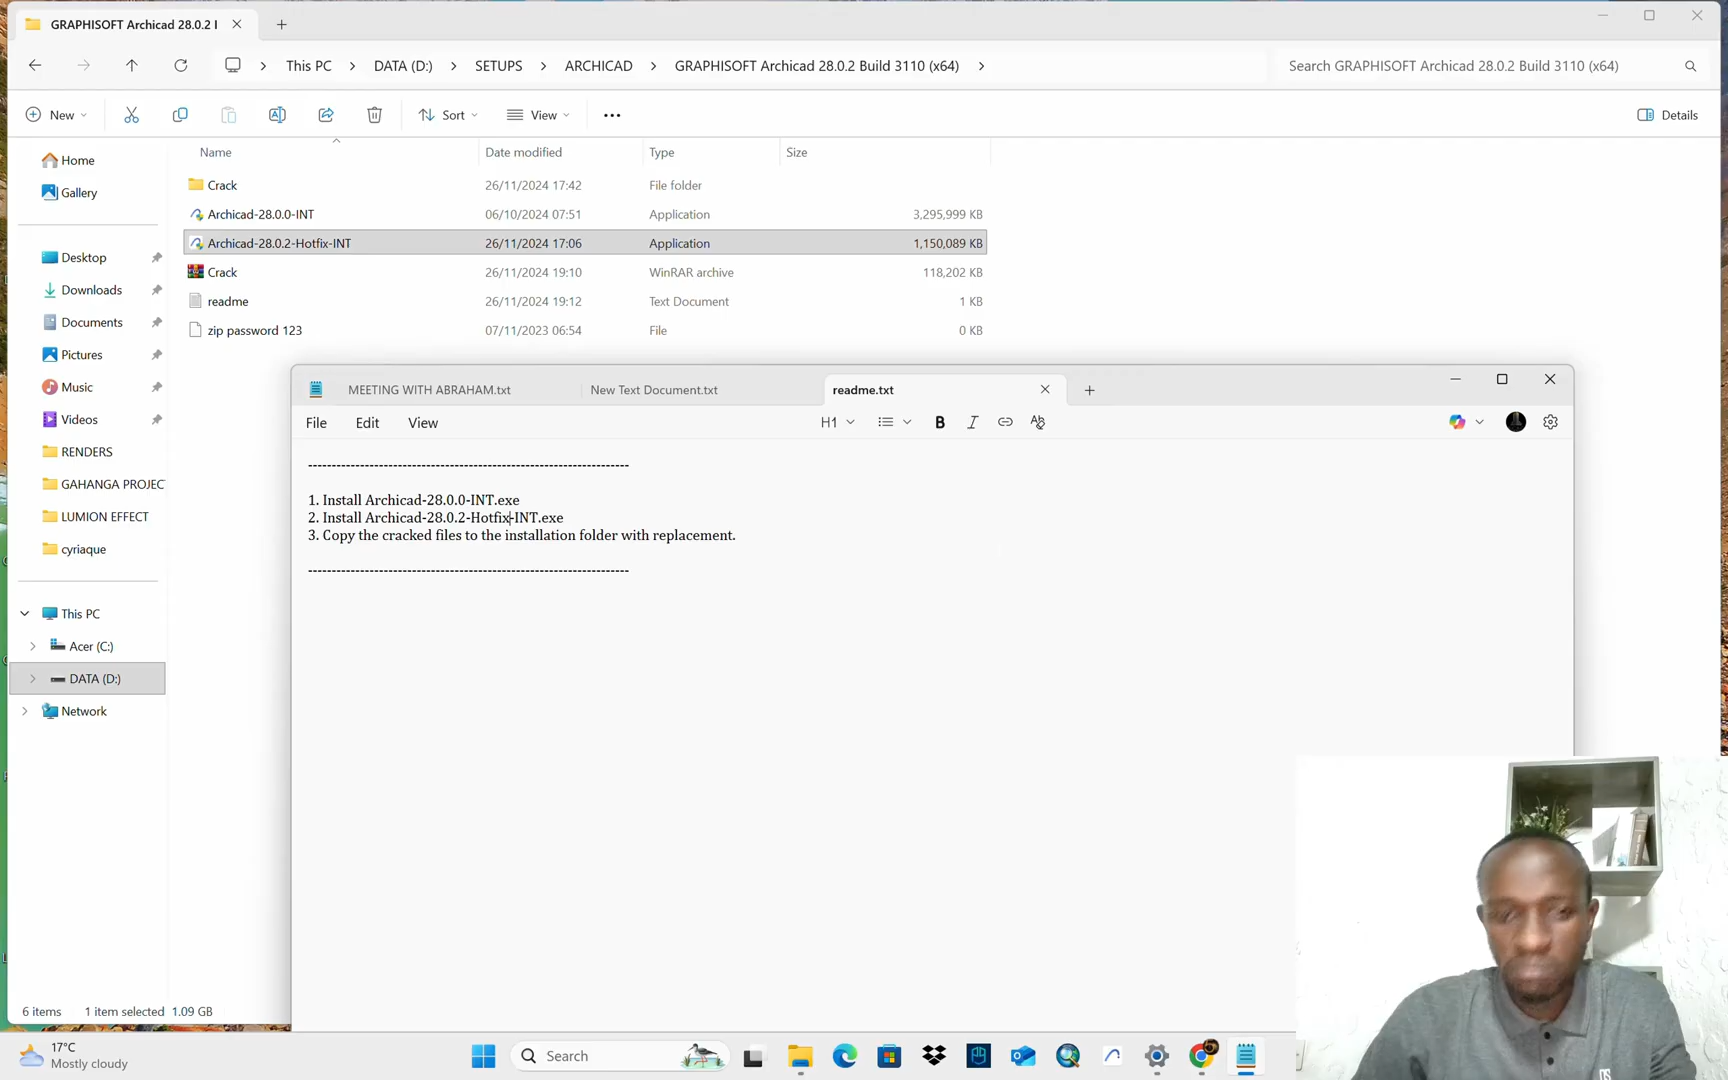 GRAPHISOFT Archicad 28.0.2 I
This PC > DATA (D:) > SETUPS > ARCHICAD > GRAPHISOFT Archicad 28.0.2 Build 3110 (x64) >
Search GRAPHISOFT Archicad 28.0.2 Build 3110 (x64)
New
Sort
View
Details
Name Date modified Type Size
Crack 26/11/2024 17:42 File folder
Archicad-28.0.0-INT 06/10/2024 07:51 Application 3,295,999 KB
Archicad-28.0.2-Hotfix-INT 26/11/2024 17:06 Application 1,150,089 KB
Crack 26/11/2024 19:10 WinRAR archive 118,202 KB
readme 26/11/2024 19:12 Text Document 1 KB
zip password 123 07/11/2023 06:54 File 0 KB
Home
Gallery
Desktop
Downloads
Documents
Pictures
Music
Videos
RENDERS
GAHANGA PROJEC
LUMION EFFECT
cyriaque
This PC
Acer (C:)
DATA (D:)
Network
6 items 1 item selected 1.09 GB
MEETING WITH ABRAHAM.txt
New Text Document.txt
readme.txt
File Edit View
H1
B
I
--------------------------------------------------------------------
1. Install Archicad-28.0.0-INT.exe
2. Install Archicad-28.0.2-Hotfix-INT.exe
3. Copy the cracked files to the installation folder with replacement.
--------------------------------------------------------------------
17°C
Mostly cloudy
Search